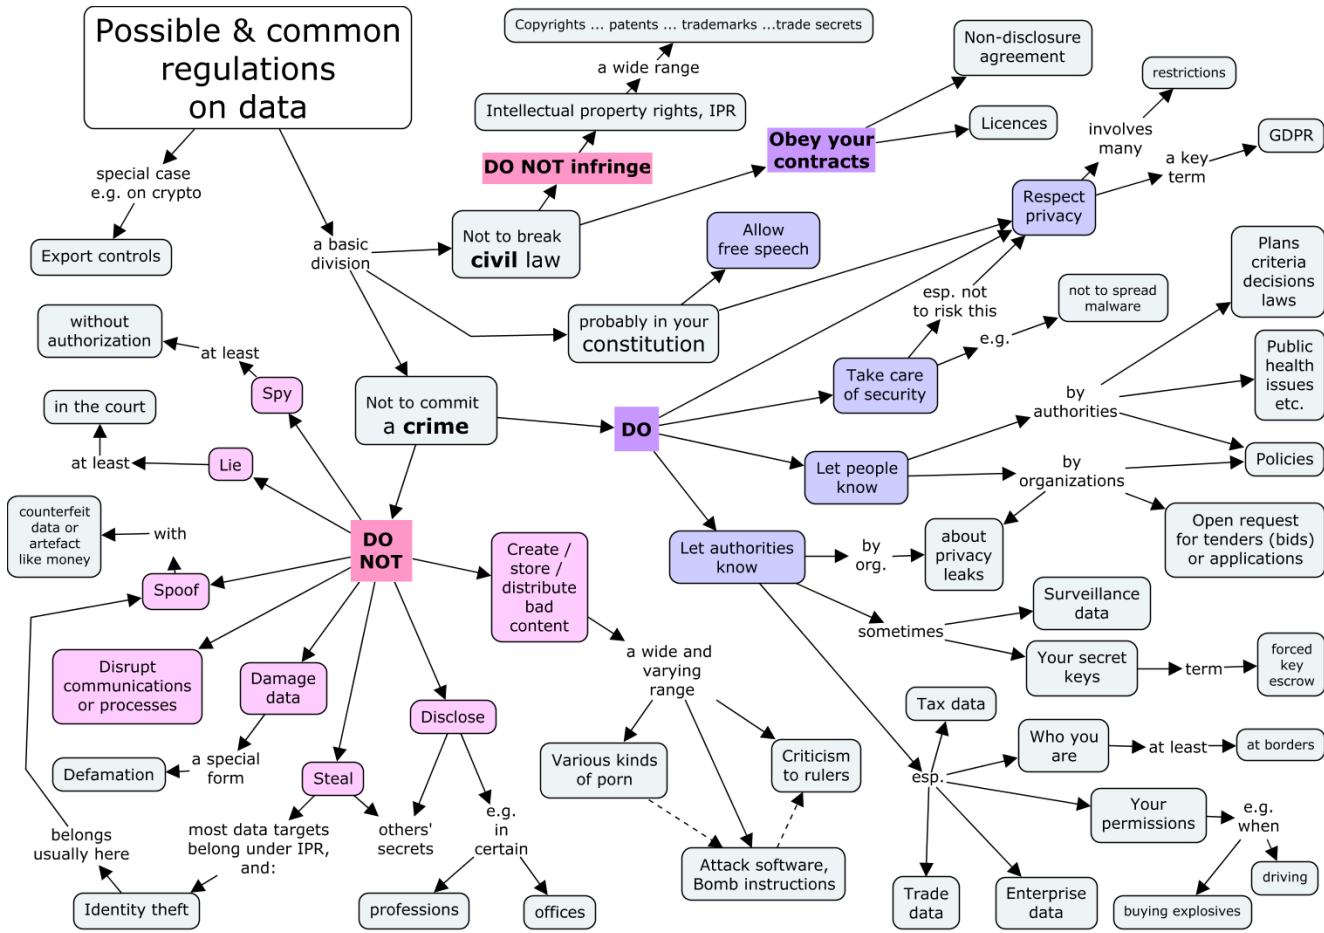 Possible & common
regulations
on data
special case
e.g. on crypto
Export controls
a basic
division
Copyrights ... patents ... trademarks ...trade secrets
a wide range
Intellectual property rights, IPR
DO NOT infringe
Not to break
civil law
Obey your
contracts
Non-disclosure
agreement
Licences
Allow
free speech
probably in your
constitution
Respect
privacy
involves
many
restrictions
a key
term
GDPR
esp. not
to risk this
e.g.
not to spread
malware
Take care
of security
Not to commit
a crime
DO
Let people
know
by
authorities
Plans
criteria
decisions
laws
Public
health
issues
etc.
Policies
by
organizations
Open request
for tenders (bids)
or applications
about
privacy
leaks
by
org.
Let authorities
know
sometimes
Surveillance
data
Your secret
keys
term
forced
key
escrow
esp.
Tax data
Who you
are
at least
at borders
Your
permissions
e.g.
when
driving
buying explosives
Enterprise
data
Trade
data
DO
NOT
Spy
at least
without
authorization
Lie
at least
in the court
Spoof
with
counterfeit
data or
artefact
like money
Disrupt
communications
or processes
Damage
data
a special
form
Defamation
Steal
most data targets
belong under IPR,
and:
Identity theft
belongs
usually here
others'
secrets
Disclose
e.g.
in
certain
professions
offices
Create /
store /
distribute
bad
content
a wide and
varying
range
Various kinds
of porn
Criticism
to rulers
Attack software,
Bomb instructions